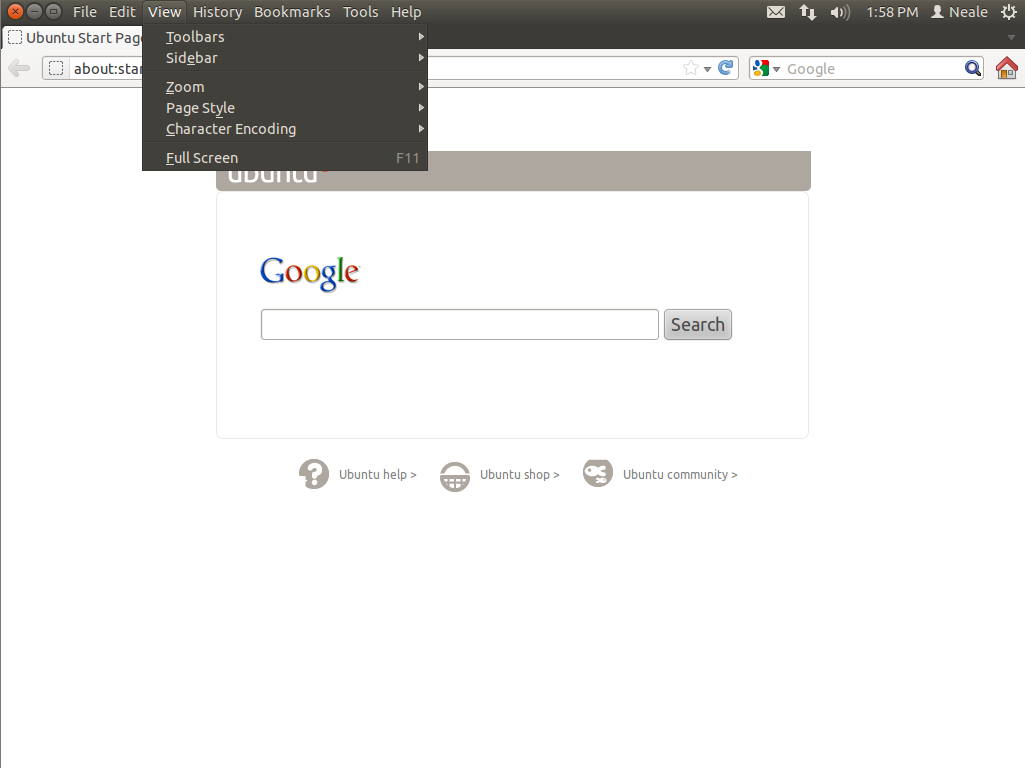 File Edit View History Bookmarks Tools Help 1:58 PM Neale
Ubuntu Start Page
Toolbars
Sidebar
about:star
Google
Zoom
Page Style
Character Encoding
Full Screen F11
ubuntu
Google
Search
Ubuntu help > Ubuntu shop > Ubuntu community >